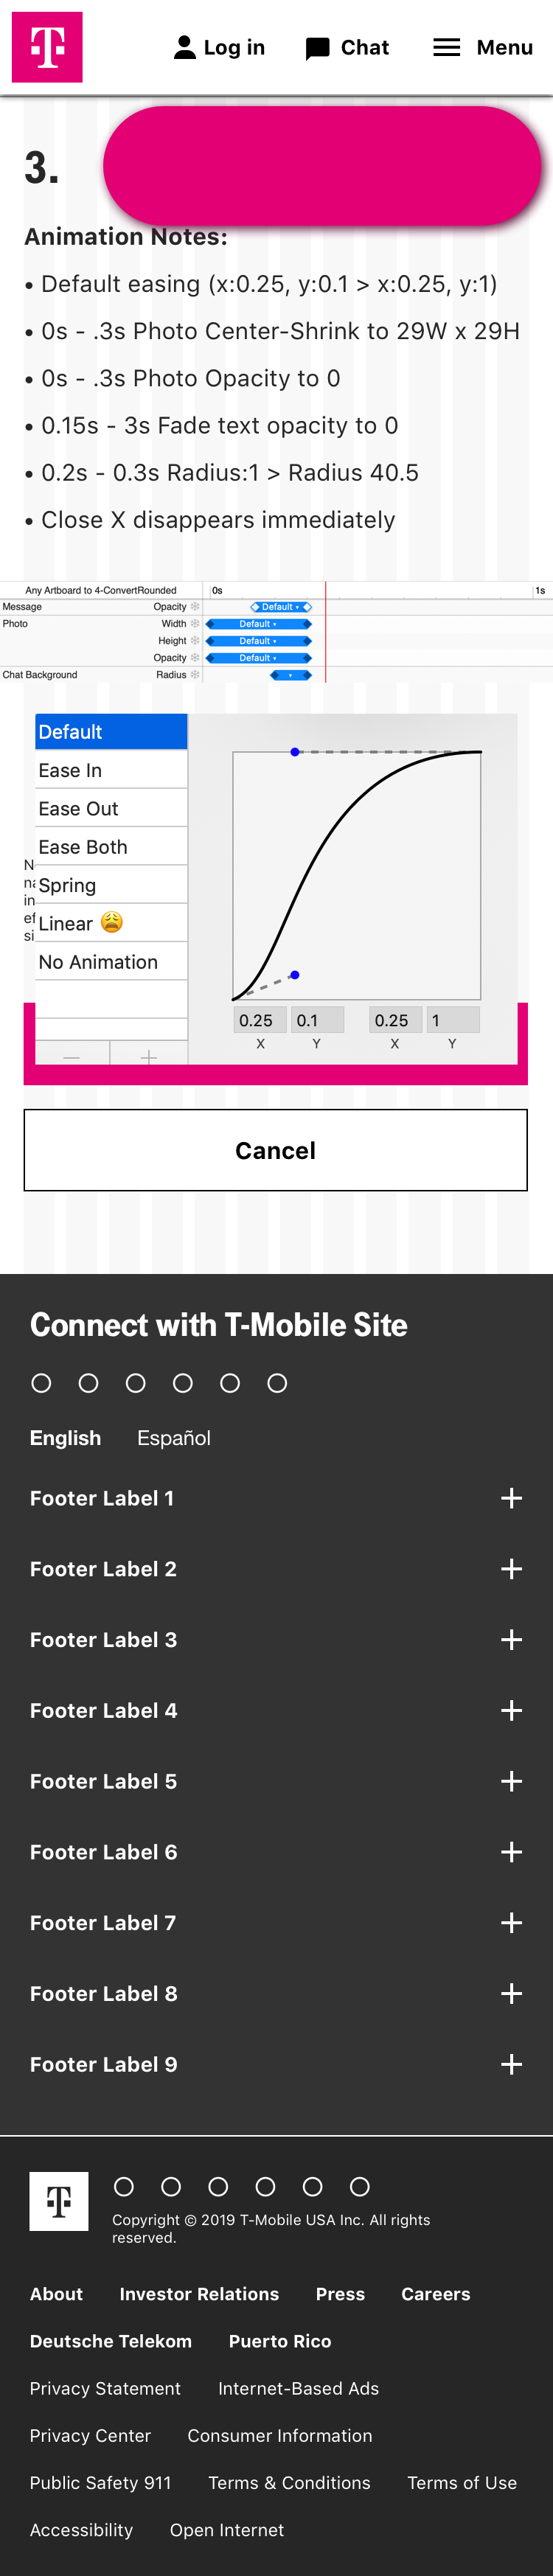 T
Log in
Chat
Menu
3.
Animation Notes:
• Default easing (x:0.25, y:0.1 > x:0.25, y:1)
• 0s - .3s Photo Center-Shrink to 29W x 29H
• 0s - .3s Photo Opacity to 0
• 0.15s - 3s Fade text opacity to 0
• 0.2s - 0.3s Radius:1 > Radius 40.5
• Close X disappears immediately
Any Artboard to 4-ConvertRounded
0s
1s
Message Opacity Default
Photo Width Default
Height Default
Opacity Default
Chat Background Radius
Default
Ease In
Ease Out
Ease Both
Spring
Linear 😩
No Animation
0.25 0.1 0.25 1
X Y X Y
Cancel
Connect with T-Mobile Site
English Español
Footer Label 1
Footer Label 2
Footer Label 3
Footer Label 4
Footer Label 5
Footer Label 6
Footer Label 7
Footer Label 8
Footer Label 9
T
Copyright © 2019 T-Mobile USA Inc. All rights
reserved.
About Investor Relations Press Careers
Deutsche Telekom Puerto Rico
Privacy Statement Internet-Based Ads
Privacy Center Consumer Information
Public Safety 911 Terms & Conditions Terms of Use
Accessibility Open Internet